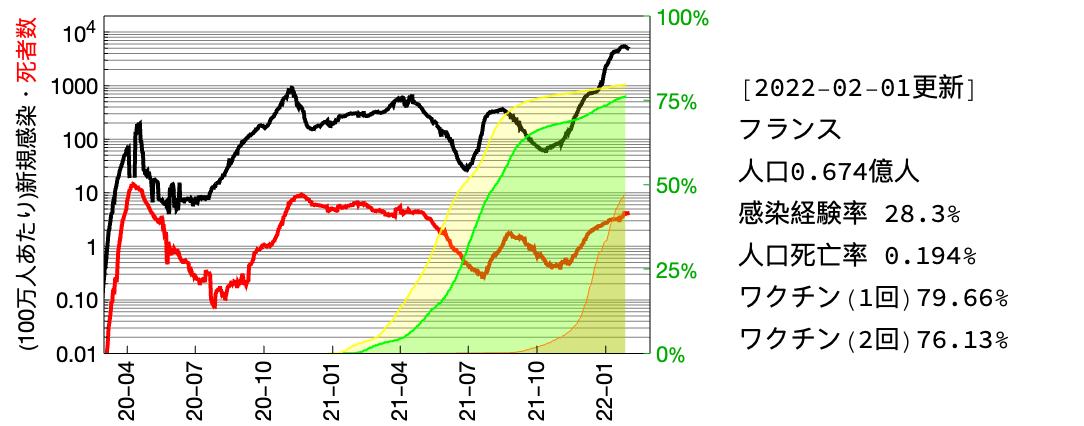 (100万人あたり)新規感染・死者数
10⁴
1000
100
10
1
0.10
0.01
100%
75%
50%
25%
0%
20-04
20-07
20-10
21-01
21-04
21-07
21-10
22-01
[2022-02-01更新]
フランス
人口0.674億人
感染経験率 28.3%
人口死亡率 0.194%
ワクチン(1回)79.66%
ワクチン(2回)76.13%